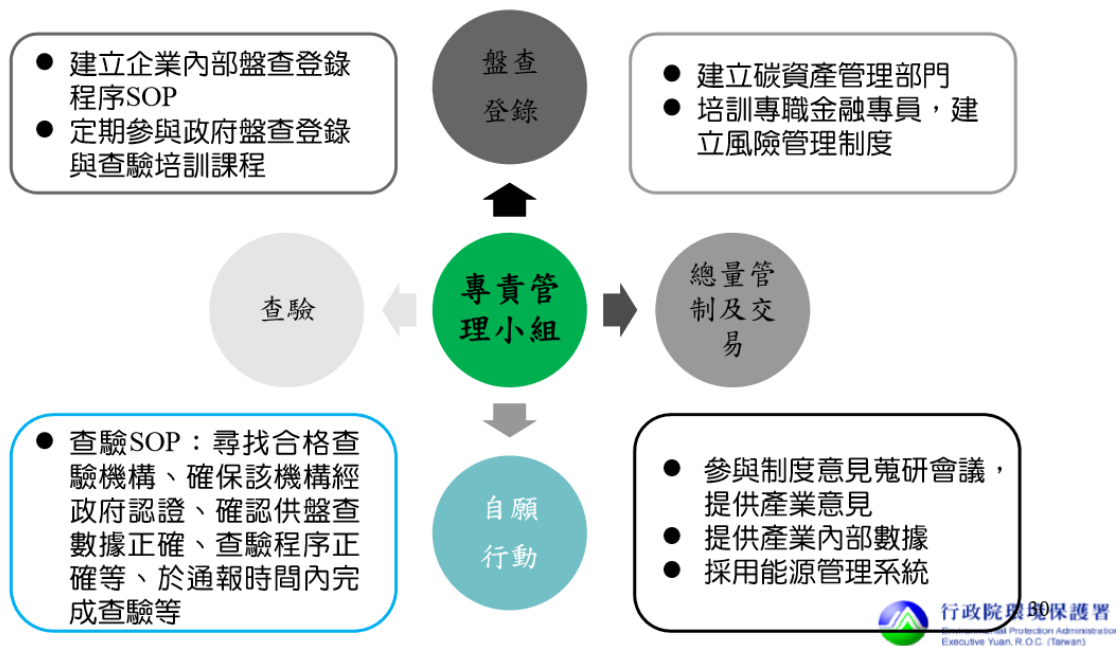 ● 建立企業內部盤查登錄
程序SOP
● 定期參與政府盤查登錄
與查驗培訓課程
盤查
登錄
● 建立碳資產管理部門
● 培訓專職金融專員，建
立風險管理制度
查驗
專責管
理小組
總量管
制及交
易
● 查驗SOP：尋找合格查
驗機構、確保該機構經
政府認證、確認供盤查
數據正確、查驗程序正
確等、於通報時間內完
成查驗等
自願
行動
● 參與制度意見蒐研會議，
提供產業意見
● 提供產業內部數據
● 採用能源管理系統
30
行政院環境保護署
Environmental Protection Administration
Executive Yuan, R.O.C. (Taiwan)